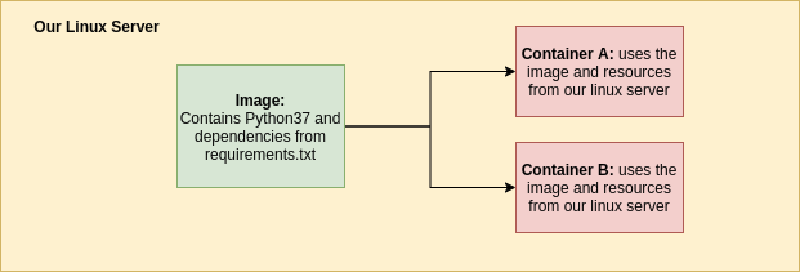 Our Linux Server
Image:
Contains Python37 and
dependencies from
requirements.txt
Container A: uses the
image and resources
from our linux server
Container B: uses the
image and resources
from our linux server